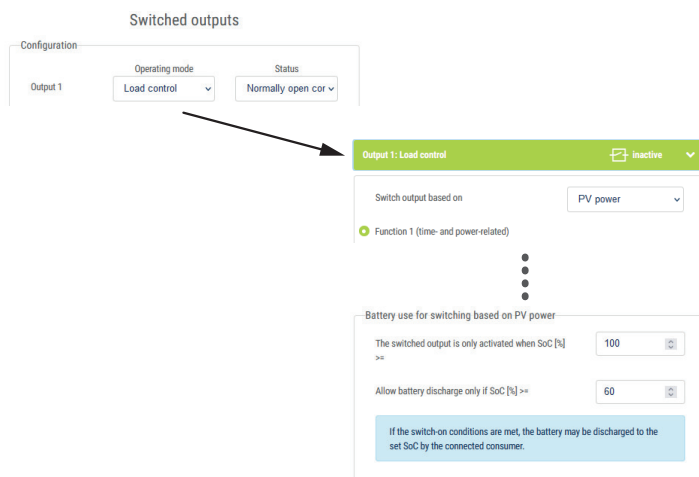 Switched outputs
Configuration
Operating mode
Status
Output 1
Load control
Normally open cor
Output 1: Load control
inactive
Switch output based on
PV power
Function 1 (time- and power-related)
Battery use for switching based on PV power
The switched output is only activated when SoC [%]
>=
100
Allow battery discharge only if SoC [%] >=
60
If the switch-on conditions are met, the battery may be discharged to the
set SoC by the connected consumer.